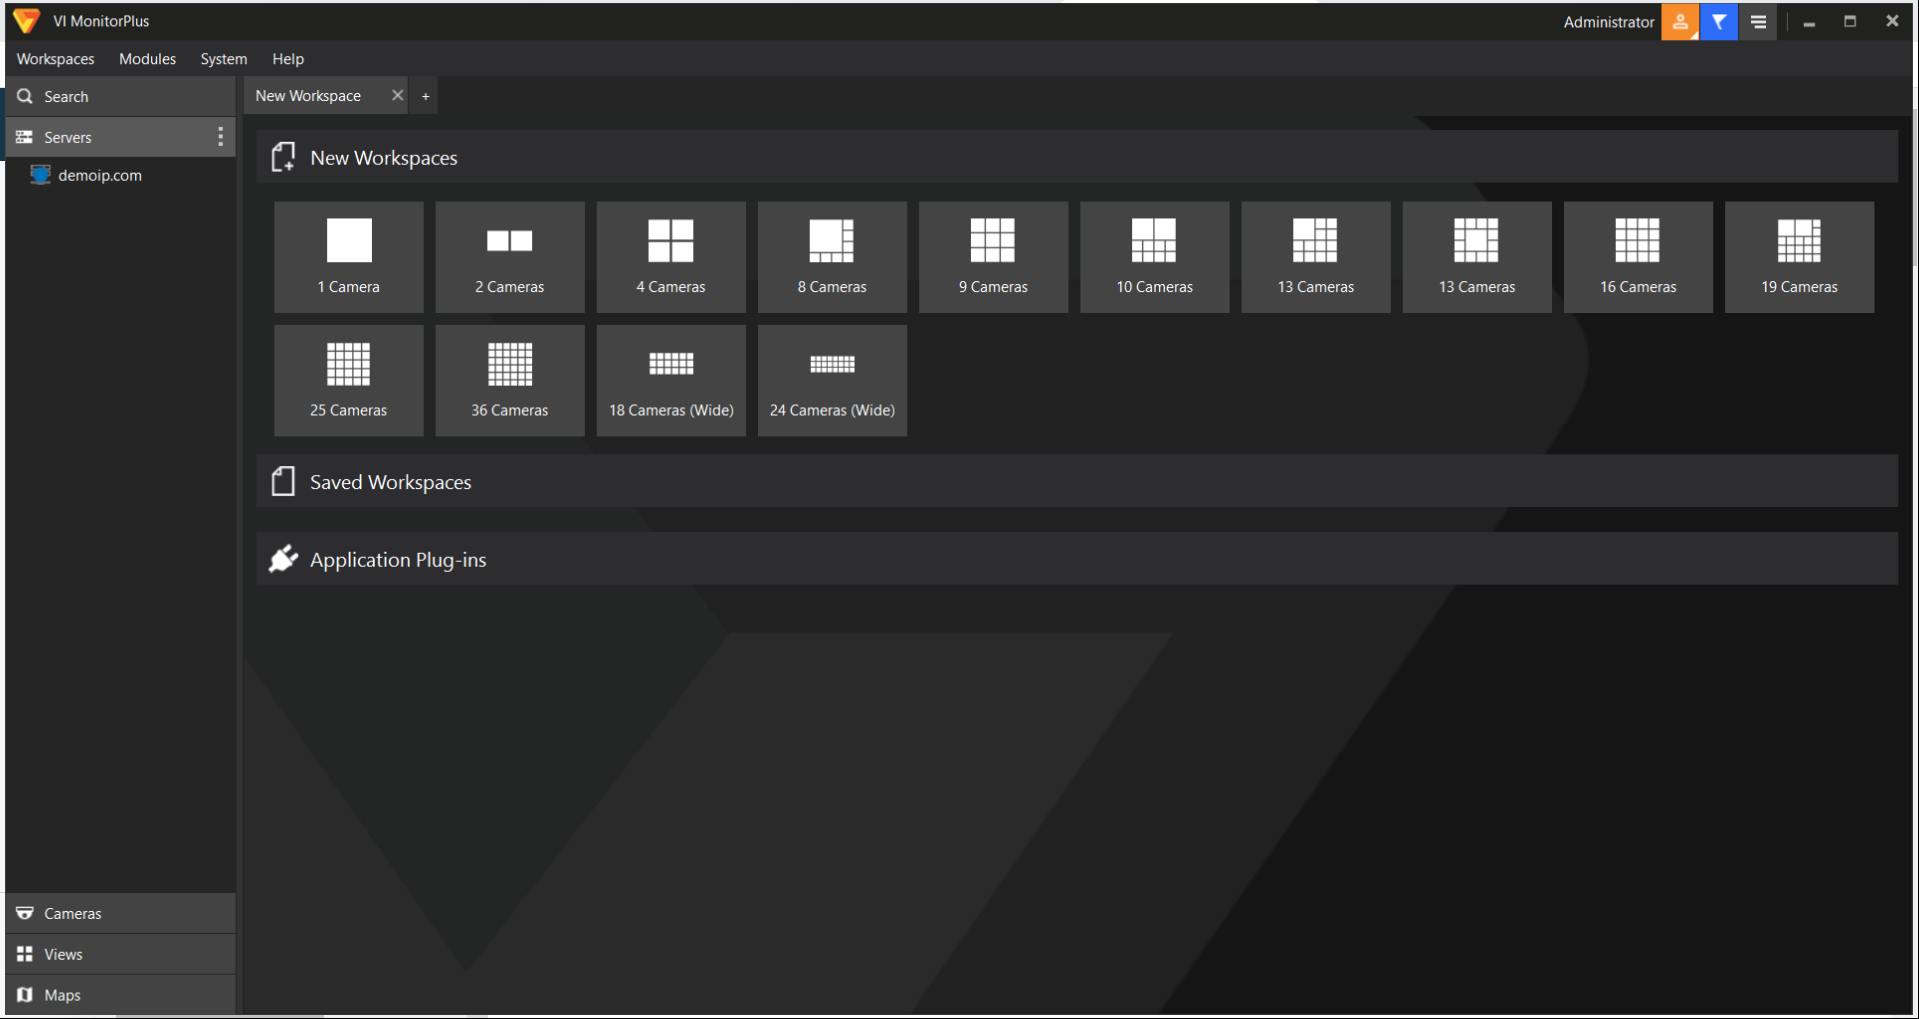 VI MonitorPlus
Administrator
Workspaces Modules System Help
Search
New Workspace +
Servers
demoip.com
New Workspaces
1 Camera 2 Cameras 4 Cameras 8 Cameras 9 Cameras 10 Cameras 13 Cameras 13 Cameras 16 Cameras 19 Cameras
25 Cameras 36 Cameras 18 Cameras (Wide) 24 Cameras (Wide)
Saved Workspaces
Application Plug-ins
Cameras
Views
Maps